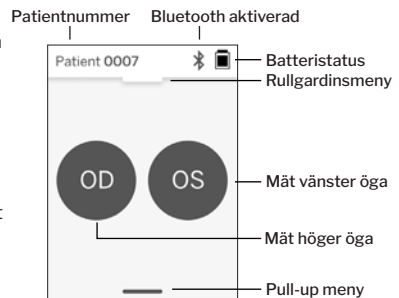 Patientnummer
Bluetooth aktiverad
Patient 0007
Batteristatus
Rullgardinsmeny
OD
OS
Mät vänster öga
Mät höger öga
Pull-up meny